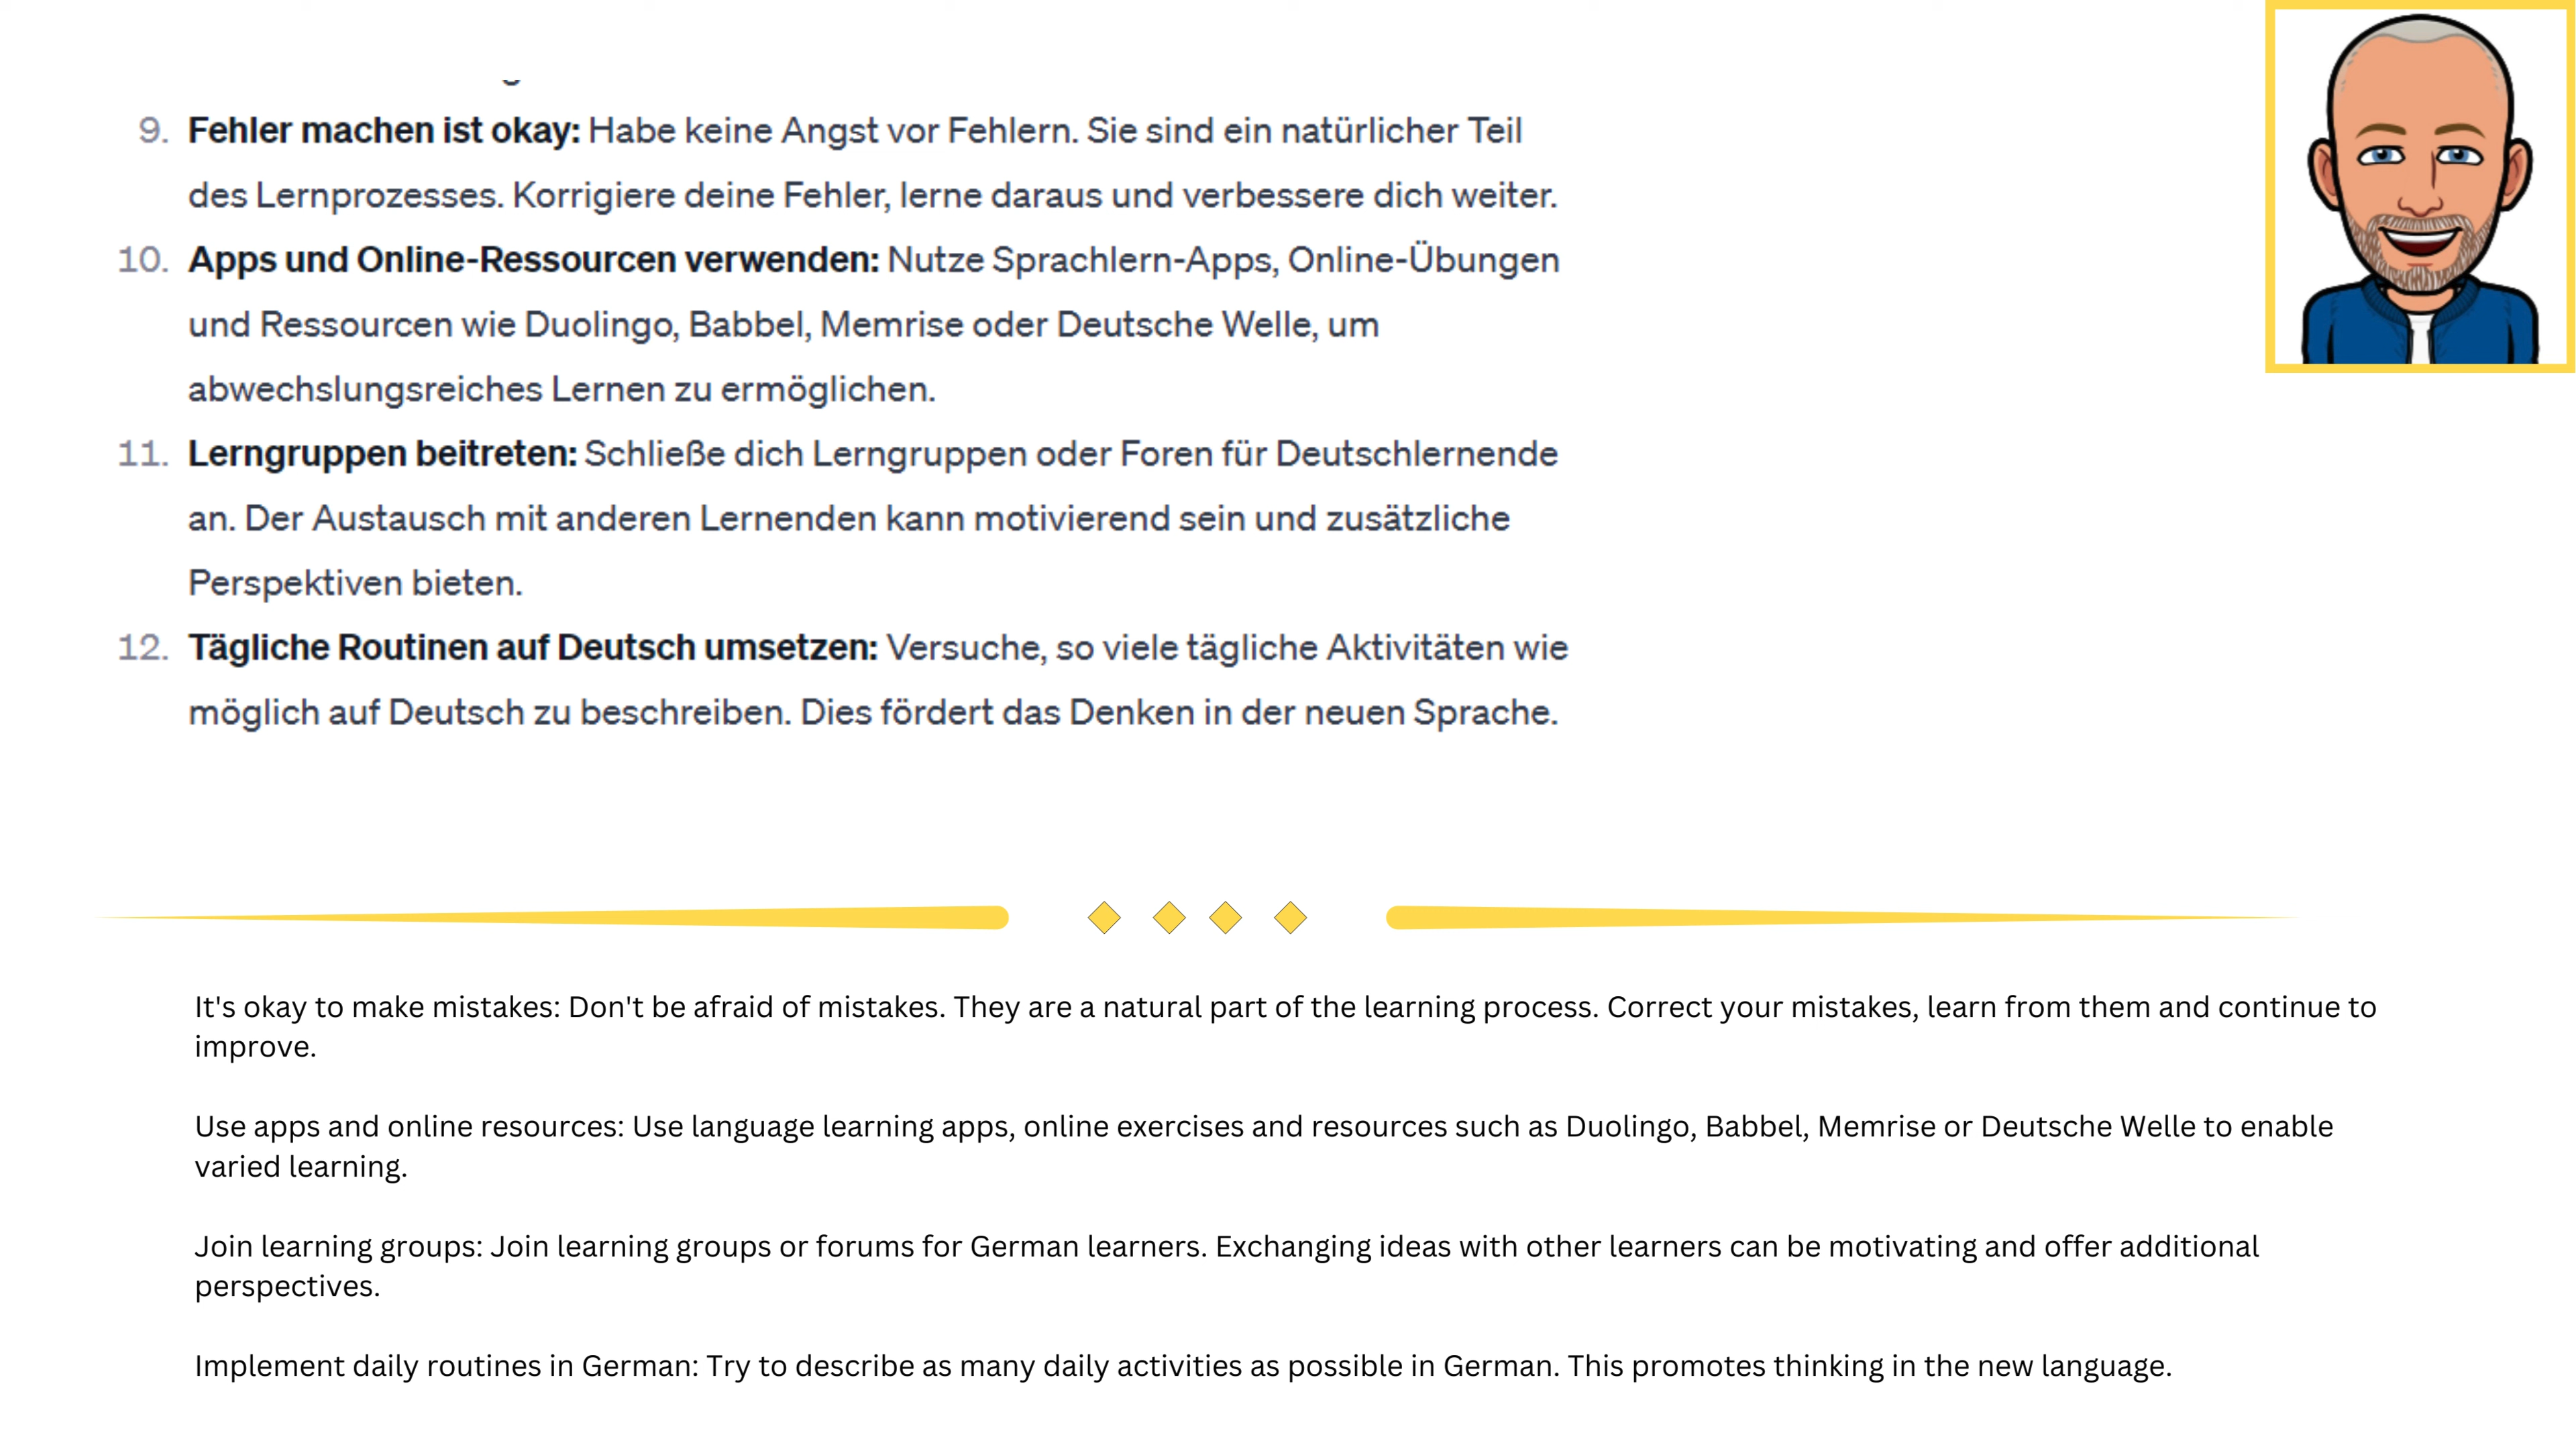 9. Fehler machen ist okay: Habe keine Angst vor Fehlern. Sie sind ein natürlicher Teil
des Lernprozesses. Korrigiere deine Fehler, lerne daraus und verbessere dich weiter.
10. Apps und Online-Ressourcen verwenden: Nutze Sprachlern-Apps, Online-Übungen
und Ressourcen wie Duolingo, Babbel, Memrise oder Deutsche Welle, um
abwechslungsreiches Lernen zu ermöglichen.
11. Lerngruppen beitreten: Schließe dich Lerngruppen oder Foren für Deutschlernende
an. Der Austausch mit anderen Lernenden kann motivierend sein und zusätzliche
Perspektiven bieten.
12. Tägliche Routinen auf Deutsch umsetzen: Versuche, so viele tägliche Aktivitäten wie
möglich auf Deutsch zu beschreiben. Dies fördert das Denken in der neuen Sprache.
It's okay to make mistakes: Don't be afraid of mistakes. They are a natural part of the learning process. Correct your mistakes, learn from them and continue to
improve.
Use apps and online resources: Use language learning apps, online exercises and resources such as Duolingo, Babbel, Memrise or Deutsche Welle to enable
varied learning.
Join learning groups: Join learning groups or forums for German learners. Exchanging ideas with other learners can be motivating and offer additional
perspectives.
Implement daily routines in German: Try to describe as many daily activities as possible in German. This promotes thinking in the new language.